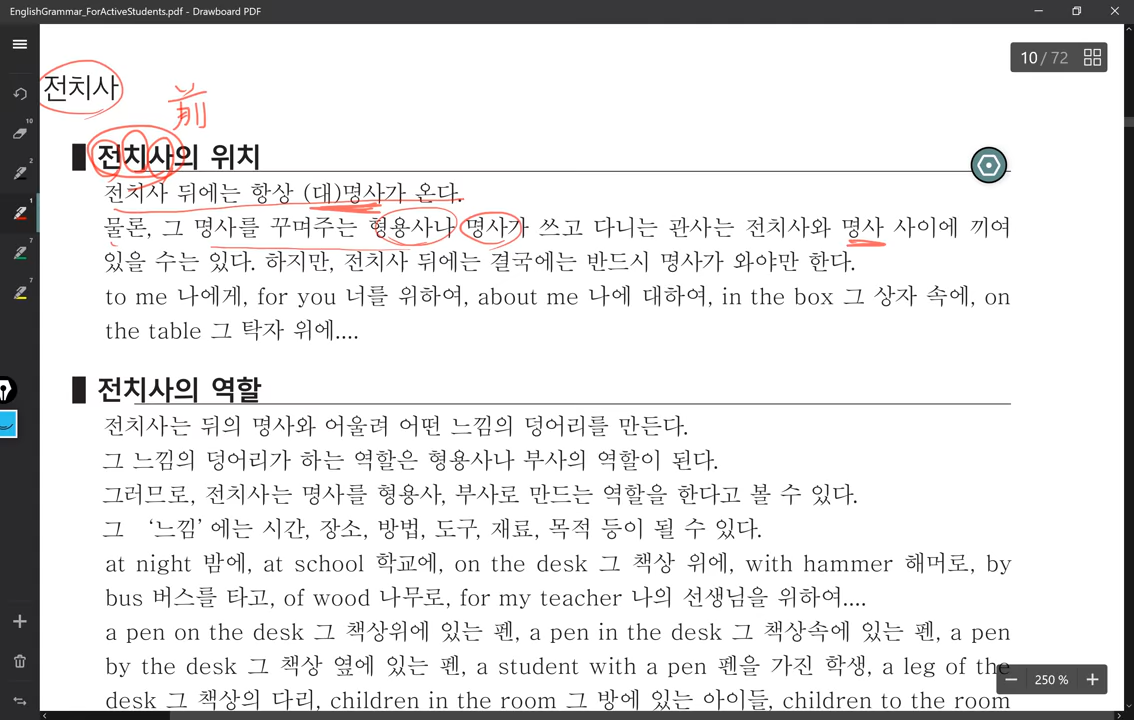 EnglishGrammar_ForActiveStudents.pdf - Drawboard PDF
10 / 72
전치사
前
전치사의 위치
전치사 뒤에는 항상 (대)명사가 온다.
물론, 그 명사를 꾸며주는 형용사나 명사가 쓰고 다니는 관사는 전치사와 명사 사이에 끼여
있을 수는 있다. 하지만, 전치사 뒤에는 결국에는 반드시 명사가 와야만 한다.
to me 나에게, for you 너를 위하여, about me 나에 대하여, in the box 그 상자 속에, on
the table 그 탁자 위에....
전치사의 역할
전치사는 뒤의 명사와 어울려 어떤 느낌의 덩어리를 만든다.
그 느낌의 덩어리가 하는 역할은 형용사나 부사의 역할이 된다.
그러므로, 전치사는 명사를 형용사, 부사로 만드는 역할을 한다고 볼 수 있다.
그 ‘느낌’에는 시간, 장소, 방법, 도구, 재료, 목적 등이 될 수 있다.
at night 밤에, at school 학교에, on the desk 그 책상 위에, with hammer 해머로, by
bus 버스를 타고, of wood 나무로, for my teacher 나의 선생님을 위하여....
a pen on the desk 그 책상위에 있는 펜, a pen in the desk 그 책상속에 있는 펜, a pen
by the desk 그 책상 옆에 있는 펜, a student with a pen 펜을 가진 학생, a leg of the
desk 그 책상의 다리, children in the room 그 방에 있는 아이들, children to the room
250 %
10
2
1
7
7